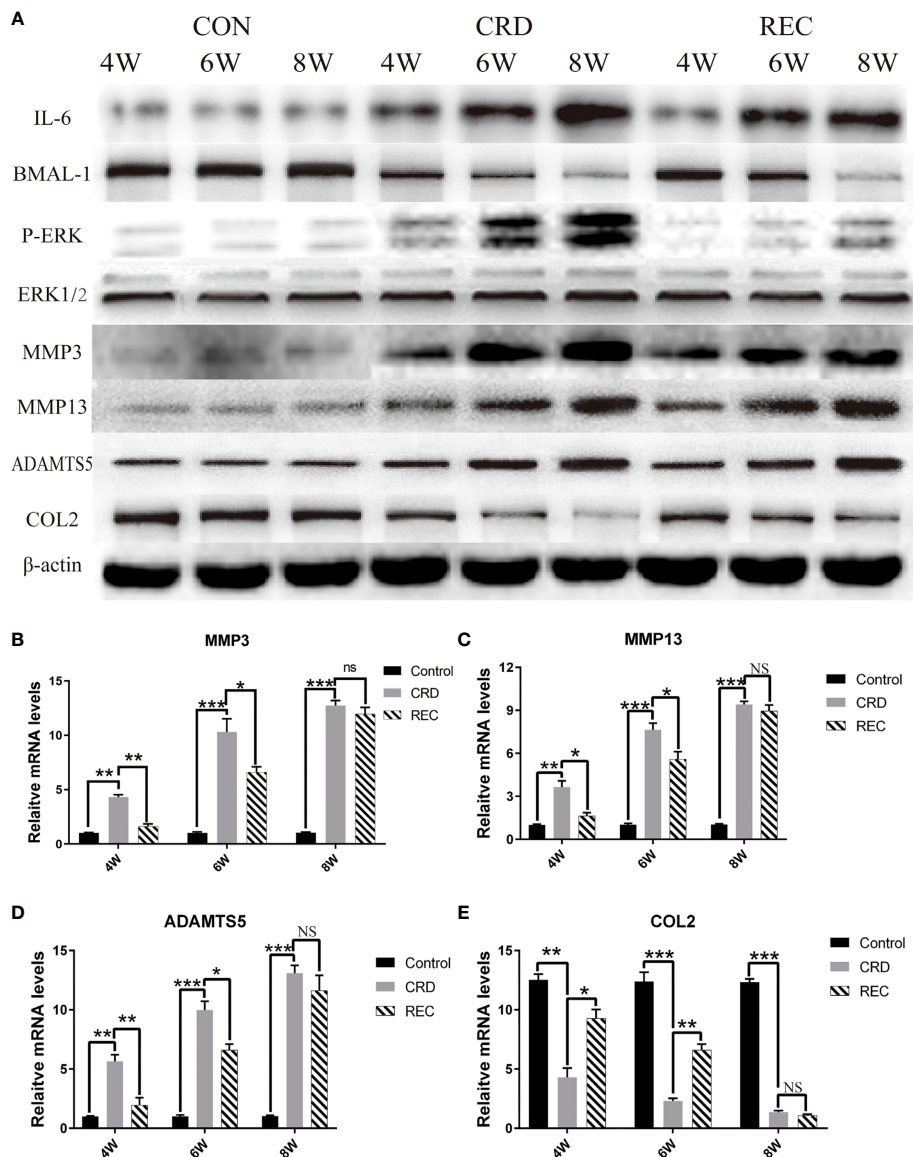 A
CON CRD REC
4W 6W 8W 4W 6W 8W 4W 6W 8W
IL-6
BMAL-1
P-ERK
ERK1/2
MMP3
MMP13
ADAMTS5
COL2
β-actin
B
MMP3
Relaitve mRNA levels
15
10
5
0
** **
*** *
*** ns
4W 6W 8W
Control
CRD
REC
C
MMP13
Relaitve mRNA levels
12
9
6
3
0
** *
*** *
*** NS
4W 6W 8W
Control
CRD
REC
D
ADAMTS5
Relaitve mRNA levels
15
10
5
0
** **
*** *
*** NS
4W 6W 8W
Control
CRD
REC
E
COL2
Relaitve mRNA levels
15
10
5
0
** *
*** **
*** NS
4W 6W 8W
Control
CRD
REC